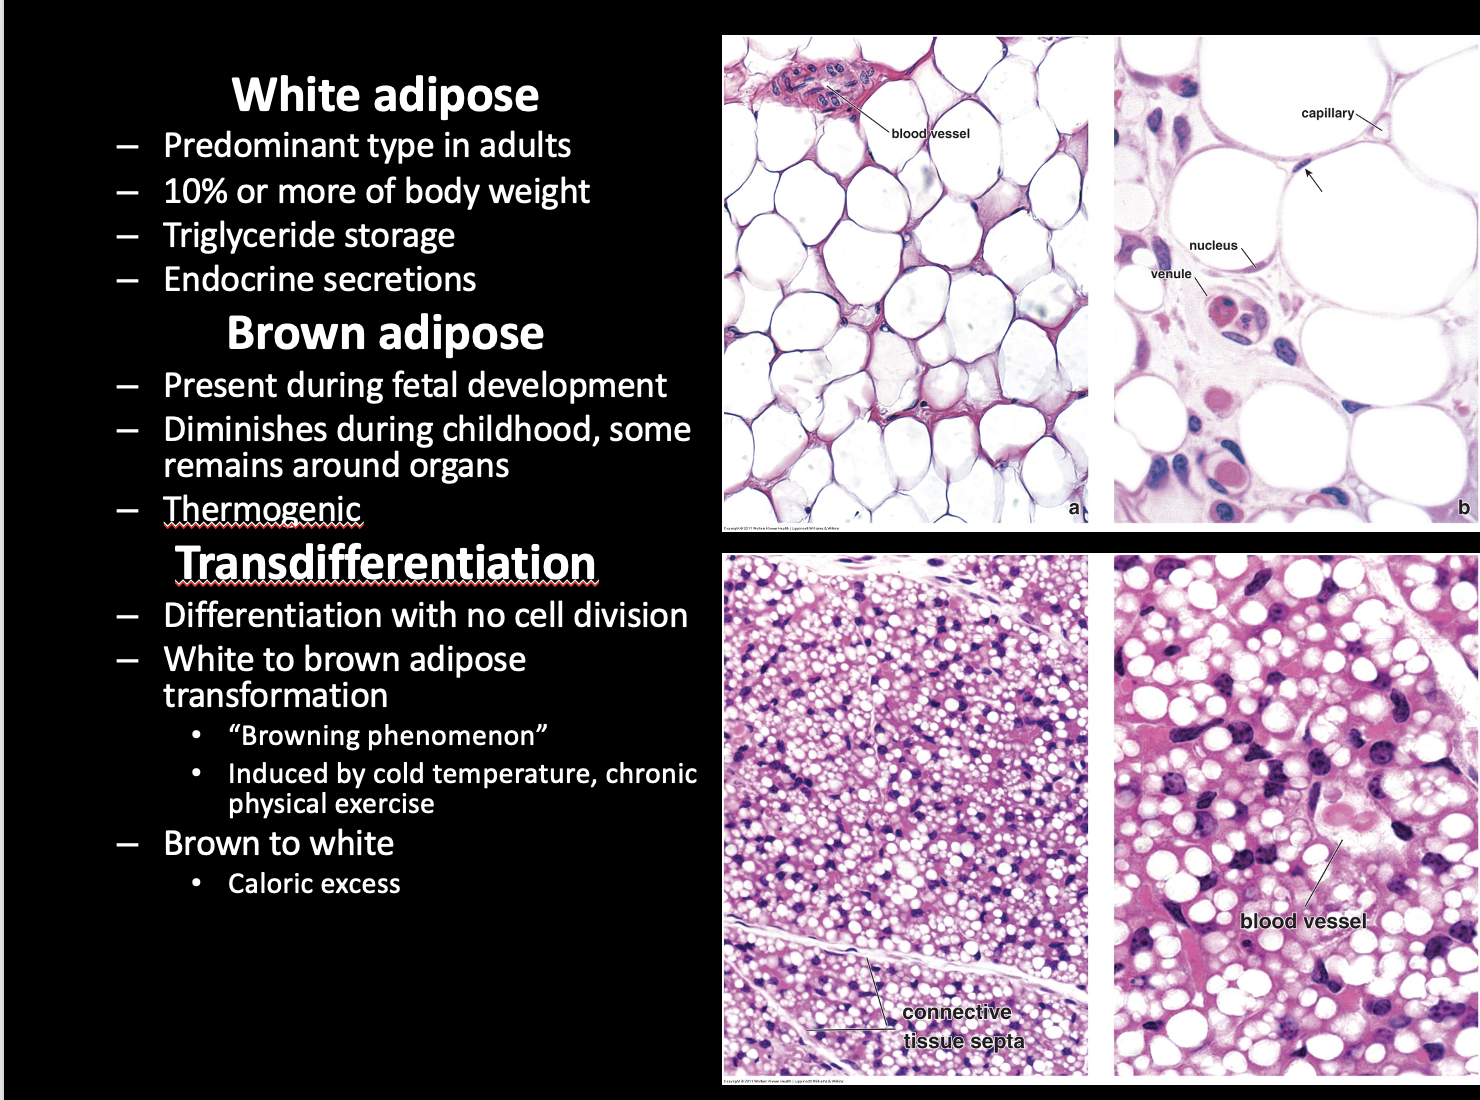 White adipose
– Predominant type in adults
– 10% or more of body weight
– Triglyceride storage
– Endocrine secretions
Brown adipose
– Present during fetal development
– Diminishes during childhood, some
remains around organs
– Thermogenic
Transdifferentiation
– Differentiation with no cell division
– White to brown adipose
transformation
• “Browning phenomenon”
• Induced by cold temperature, chronic
physical exercise
– Brown to white
• Caloric excess
blood vessel
a
capillary
nucleus
venule
b
Copyright © 2011 Wolters Kluwer Health | Lippincott Williams & Wilkins
connective
tissue septa
Copyright © 2011 Wolters Kluwer Health | Lippincott Williams & Wilkins
blood vessel